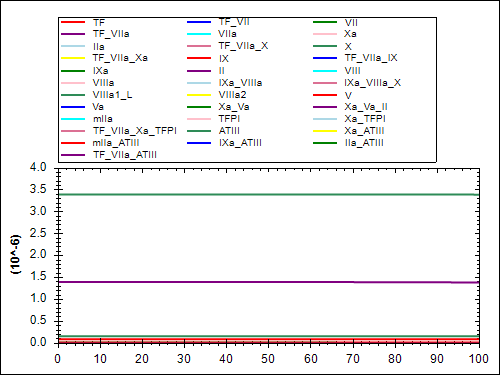 TF TF_VII VII
TF_VIIa VIIa Xa
IIa TF_VIIa_X X
TF_VIIa_Xa IX TF_VIIa_IX
IXa II VIII
VIIIa IXa_VIIIa IXa_VIIIa_X
VIIIa1_L VIIIa2 V
Va Xa_Va Xa_Va_II
mIIa TFPI Xa_TFPI
TF_VIIa_Xa_TFPI ATIII Xa_ATIII
mIIa_ATIII IXa_ATIII IIa_ATIII
TF_VIIa_ATIII
4.0
3.5
3.0
2.5
2.0
1.5
1.0
0.5
0.0
(10^-6)
0 10 20 30 40 50 60 70 80 90 100